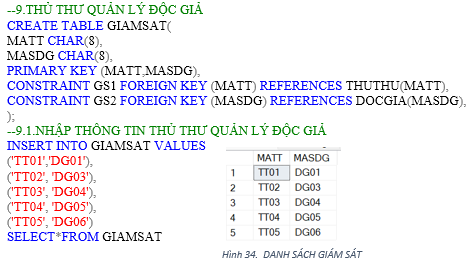 --9.THỦ THƯ QUẢN LÝ ĐỘC GIẢ
CREATE TABLE GIAMSAT(
MATT CHAR(8),
MASDG CHAR(8),
PRIMARY KEY (MATT,MASDG),
CONSTRAINT GS1 FOREIGN KEY (MATT) REFERENCES THUTHU(MATT),
CONSTRAINT GS2 FOREIGN KEY (MASDG) REFERENCES DOCGIA(MASDG),
);
--9.1.NHẬP THÔNG TIN THỦ THƯ QUẢN LÝ ĐỘC GIẢ
INSERT INTO GIAMSAT VALUES
('TT01','DG01'),
('TT02', 'DG03'),
('TT03', 'DG04'),
('TT04', 'DG05'),
('TT05', 'DG06')
SELECT*FROM GIAMSAT
MATT MASDG
1 TT01 DG01
2 TT02 DG03
3 TT03 DG04
4 TT04 DG05
5 TT05 DG06
Hình 34. DANH SÁCH GIÁM SÁT